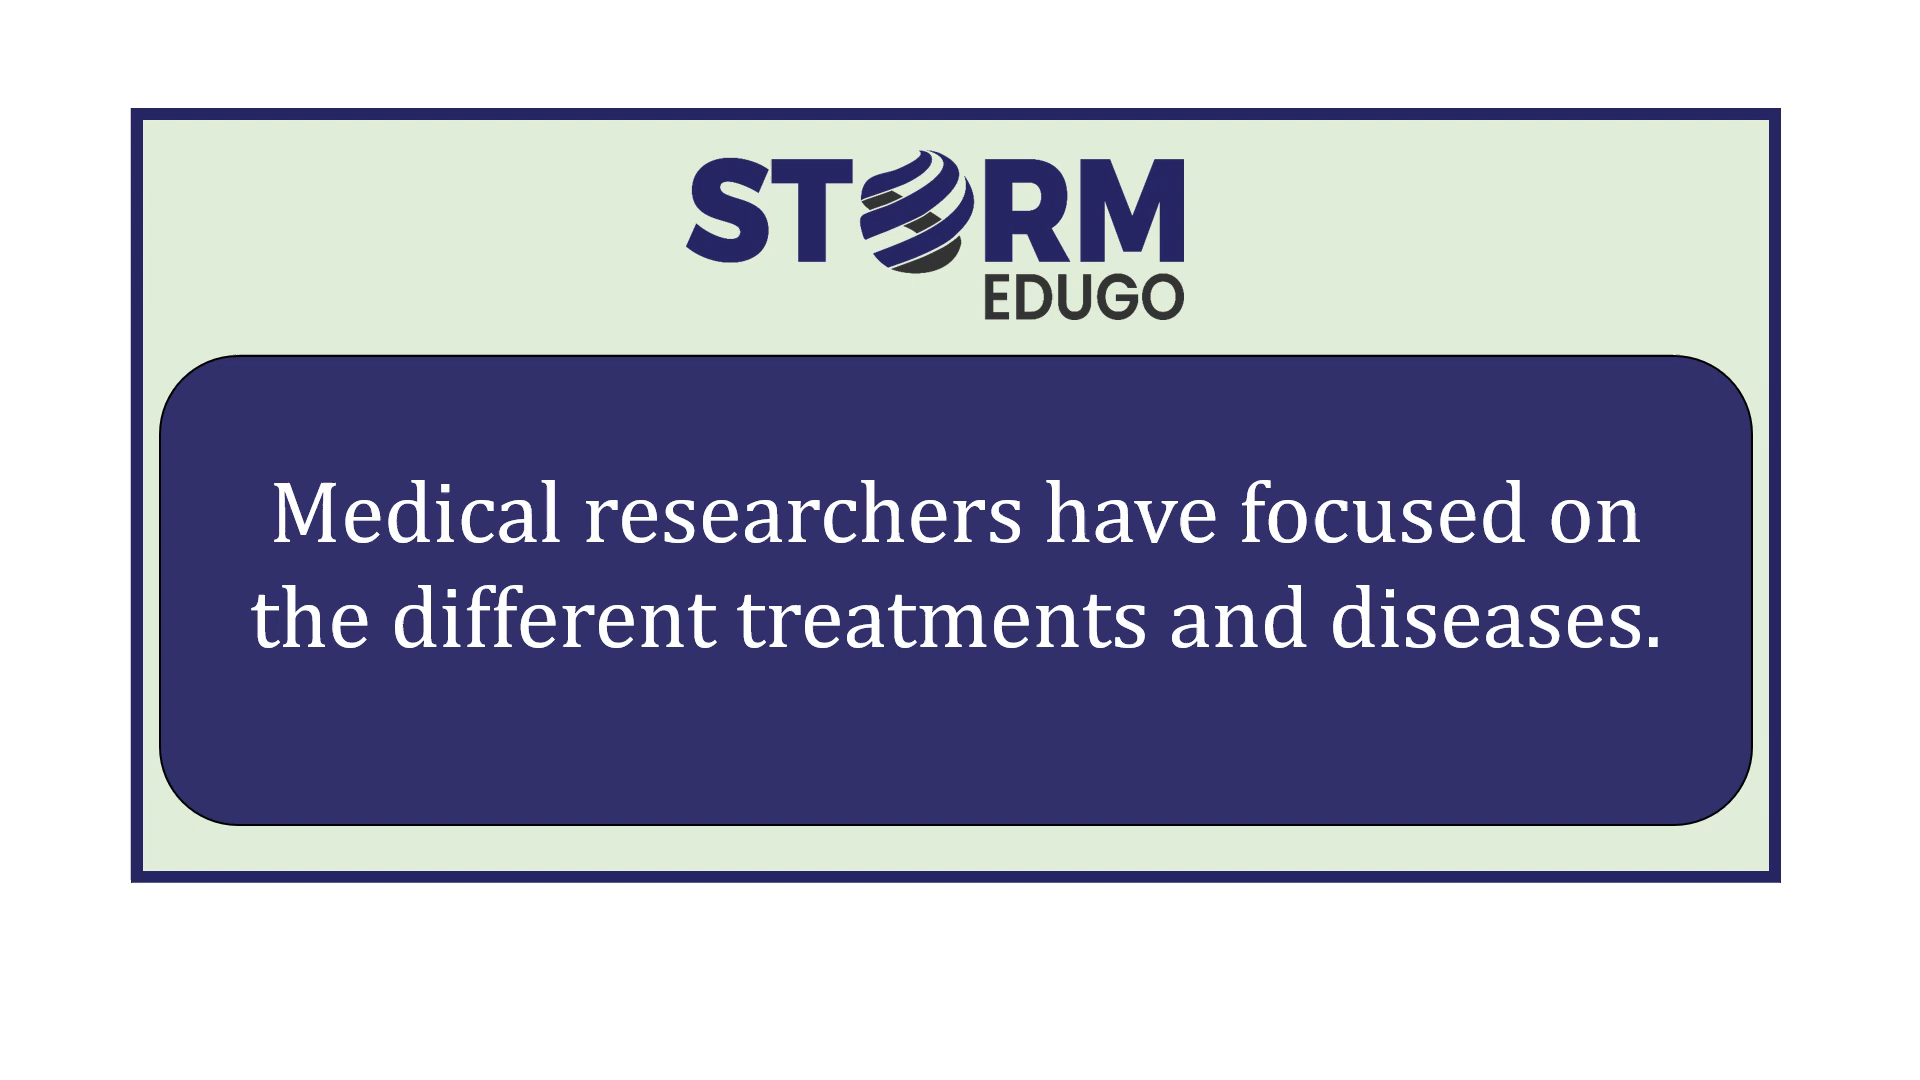 STORM
EDUGO
Medical researchers have focused on
the different treatments and diseases.